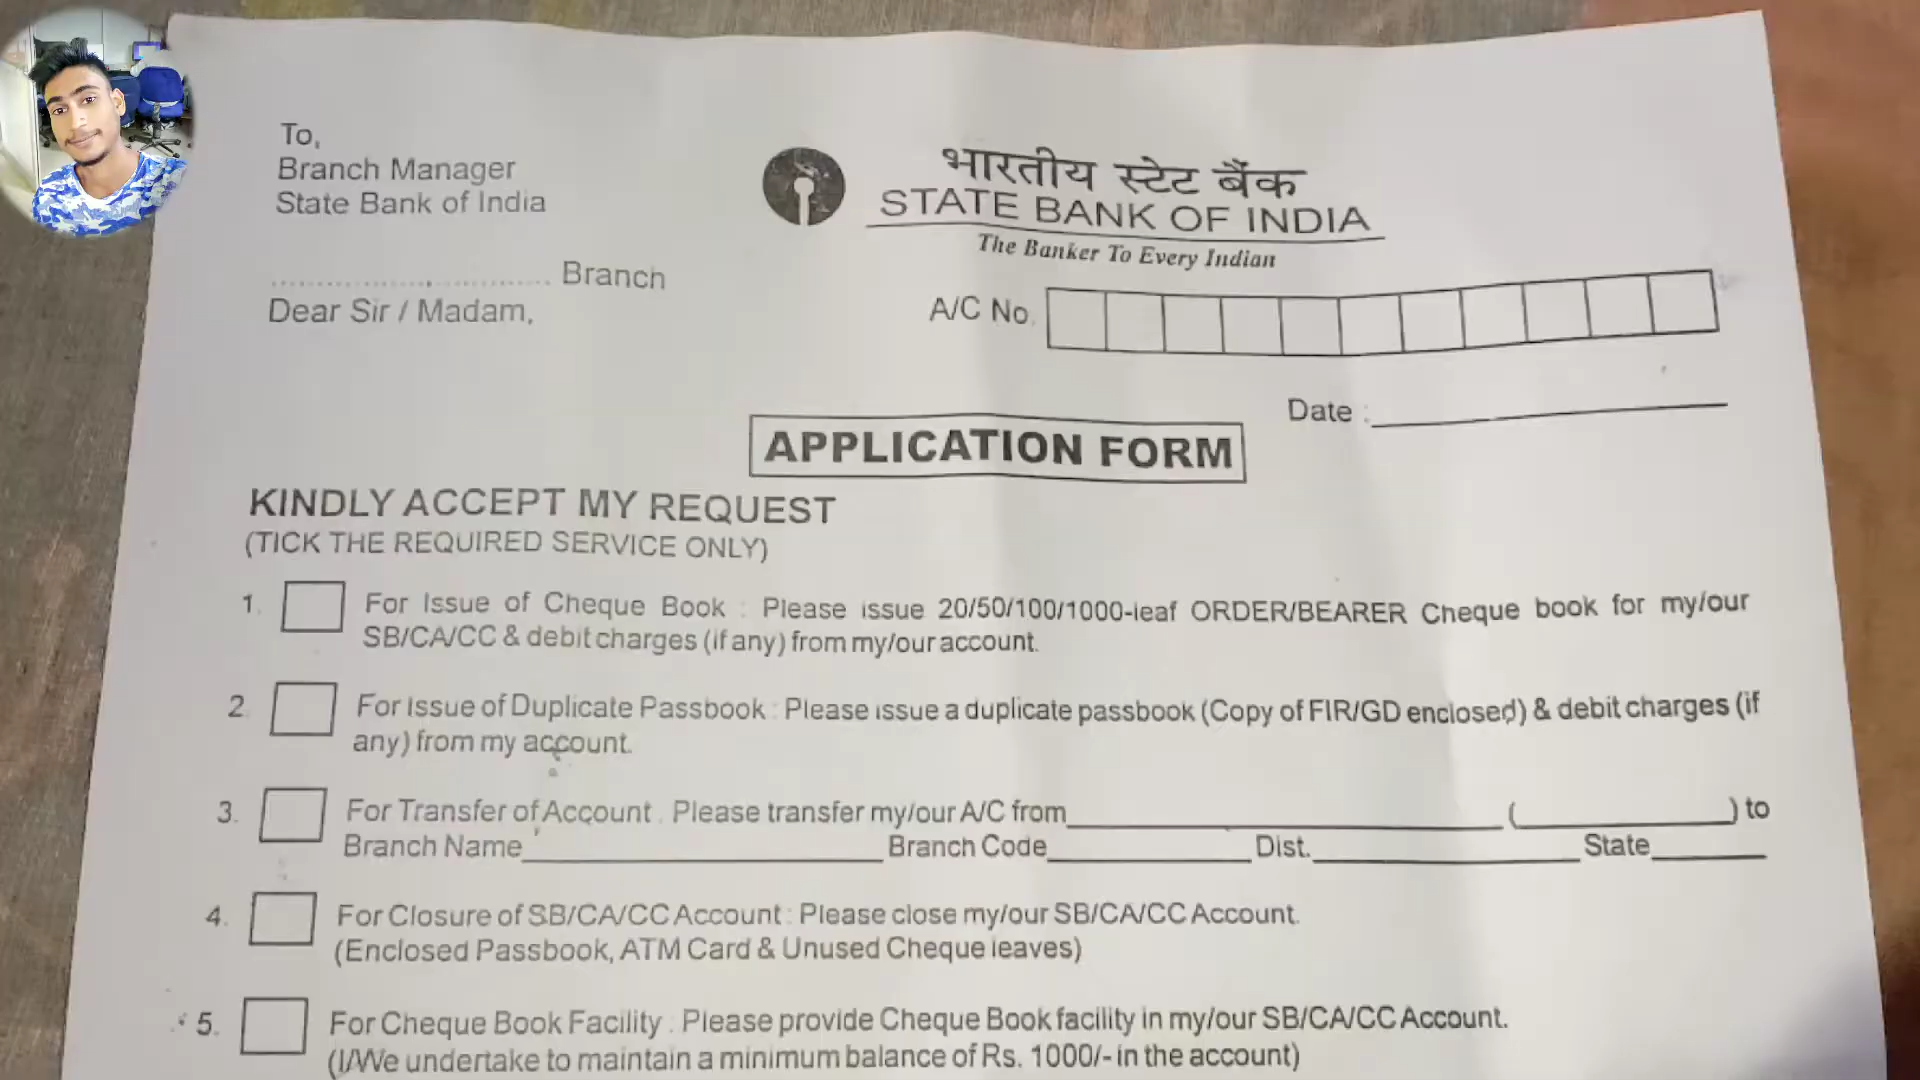 To,
Branch Manager
State Bank of India
.................................... Branch
Dear Sir / Madam,
भारतीय स्टेट बैंक
STATE BANK OF INDIA
The Banker To Every Indian
A/C No.
Date :
APPLICATION FORM
KINDLY ACCEPT MY REQUEST
(TICK THE REQUIRED SERVICE ONLY)
1. For Issue of Cheque Book : Please issue 20/50/100/1000-leaf ORDER/BEARER Cheque book for my/our
SB/CA/CC & debit charges (if any) from my/our account.
2. For Issue of Duplicate Passbook : Please issue a duplicate passbook (Copy of FIR/GD enclosed) & debit charges (if
any) from my account.
3. For Transfer of Account . Please transfer my/our A/C from____________________ (__________) to
Branch Name____________________Branch Code__________Dist.______________State______
4. For Closure of SB/CA/CC Account : Please close my/our SB/CA/CC Account.
(Enclosed Passbook, ATM Card & Unused Cheque leaves)
5. For Cheque Book Facility : Please provide Cheque Book facility in my/our SB/CA/CC Account.
(I/We undertake to maintain a minimum balance of Rs. 1000/- in the account)